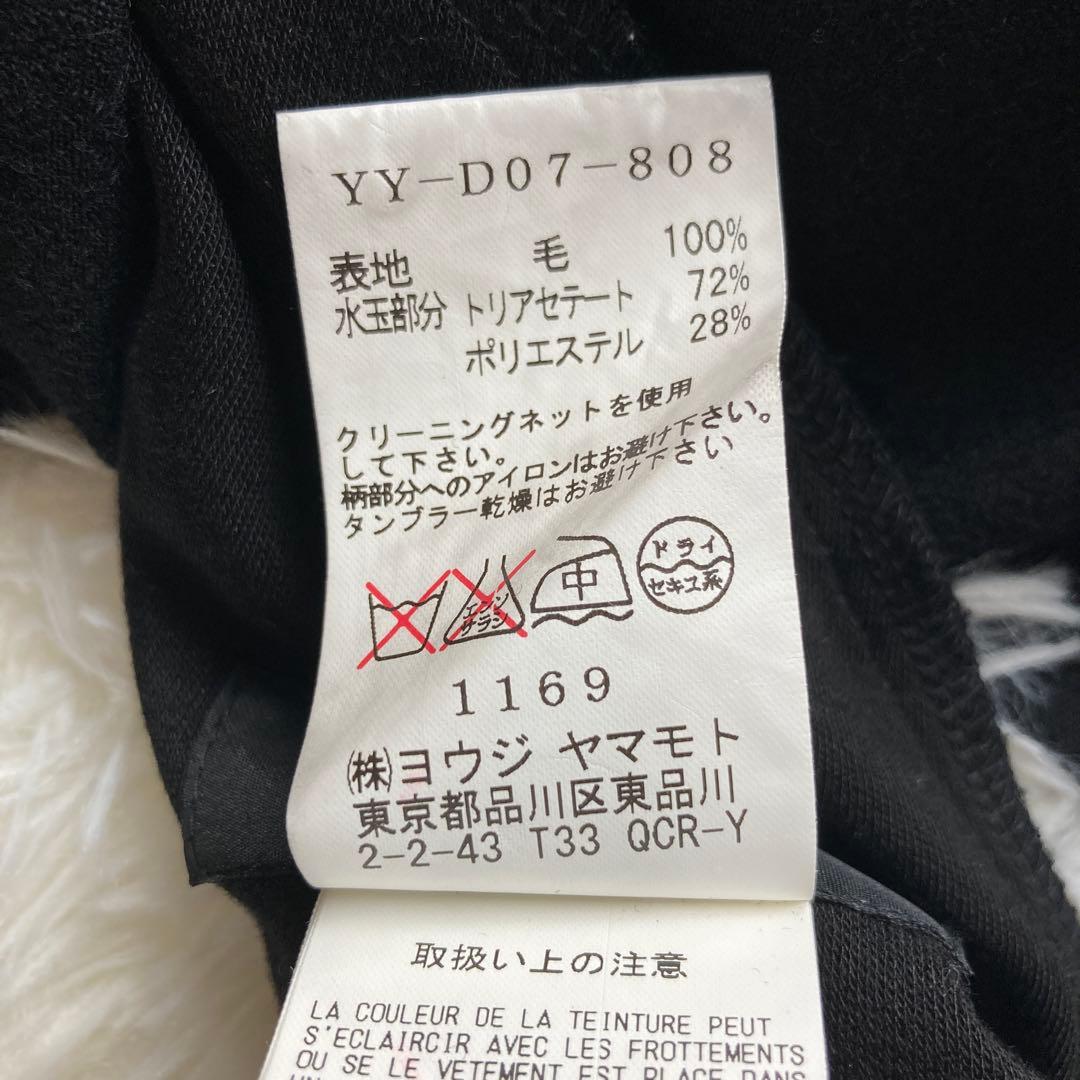 YY-D07-808
表地 毛 100%
水玉部分 トリアセテート 72%
ポリエステル 28%
クリーニングネットを使用
して下さい。
柄部分へのアイロンはお避け下さい。
タンブラー乾燥はお避け下さい
エンソ
サラシ
中
ドライ
セキユ系
1169
㈱ヨウジ ヤマモト
東京都品川区東品川
2-2-43 T33 QCR-Y
取扱い上の注意
LA COULEUR DE LA TEINTURE PEUT
S'ECLAIRCIR AVEC LES FROTTEMENTS
OU SE LE VETEMENT EST PLACE DANS